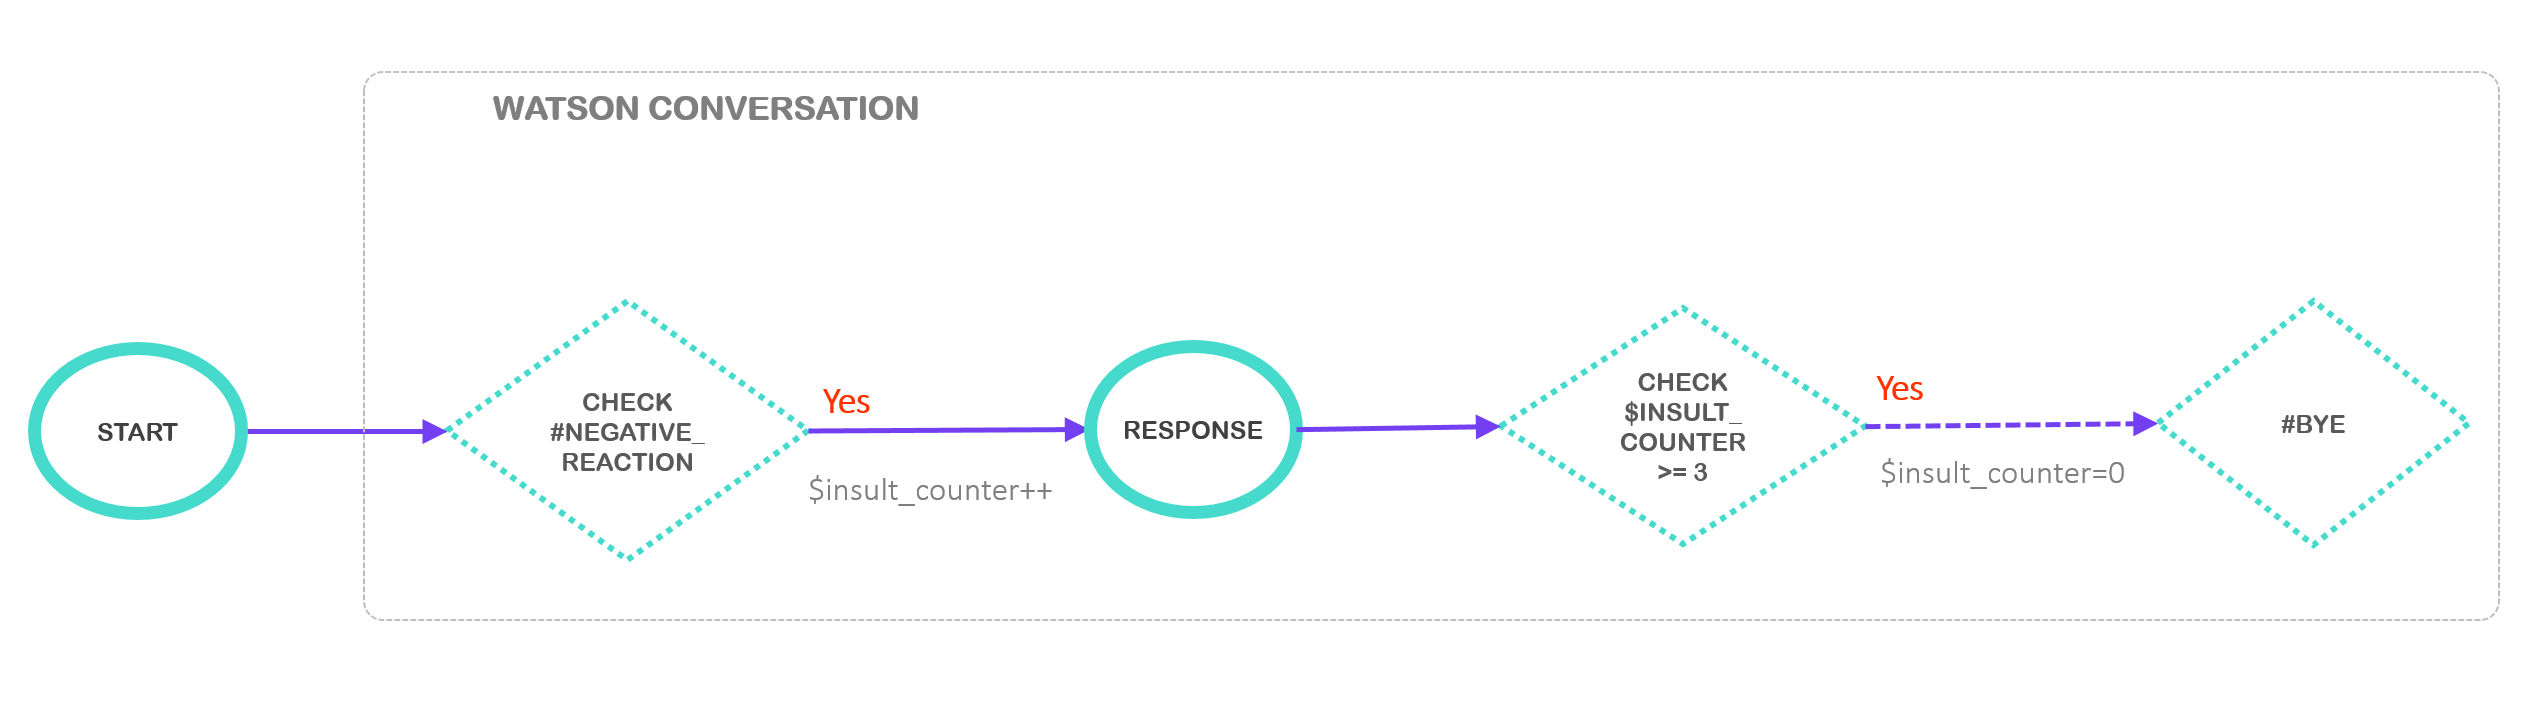 WATSON CONVERSATION
START
CHECK
#NEGATIVE_
REACTION
Yes
$insult_counter++
RESPONSE
CHECK
$INSULT_
COUNTER
>= 3
Yes
$insult_counter=0
#BYE